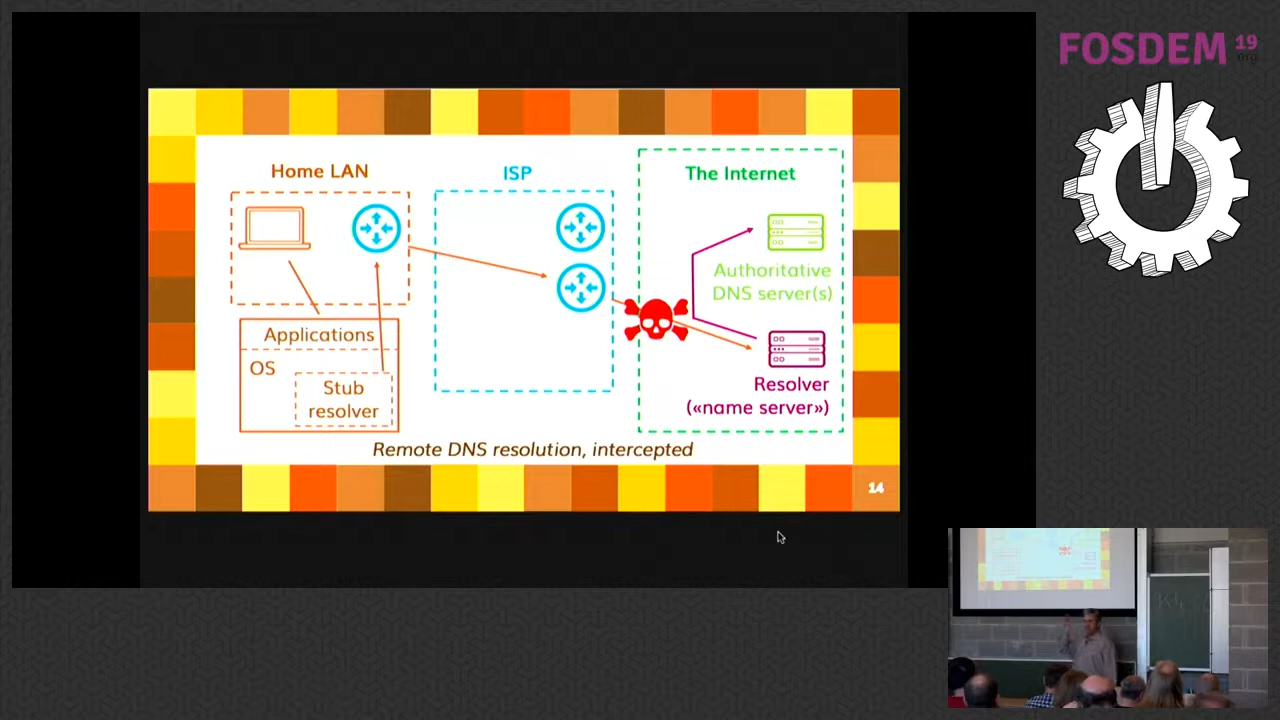 FOSDEM 19
.org
Home LAN
ISP
The Internet
Authoritative
DNS server(s)
Applications
OS
Stub
resolver
Resolver
(«name server»)
Remote DNS resolution, intercepted
14